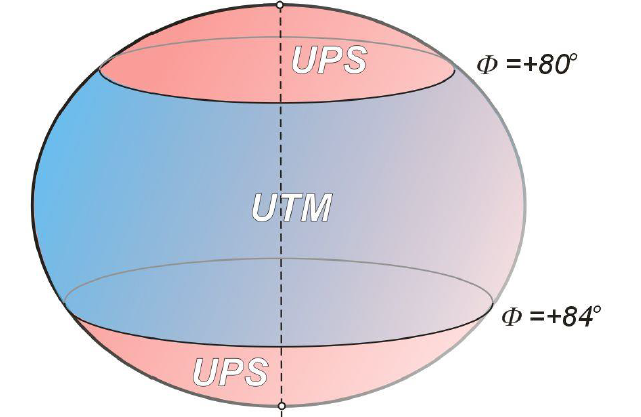 UPS
Φ =+80°
UTM
Φ =+84°
UPS